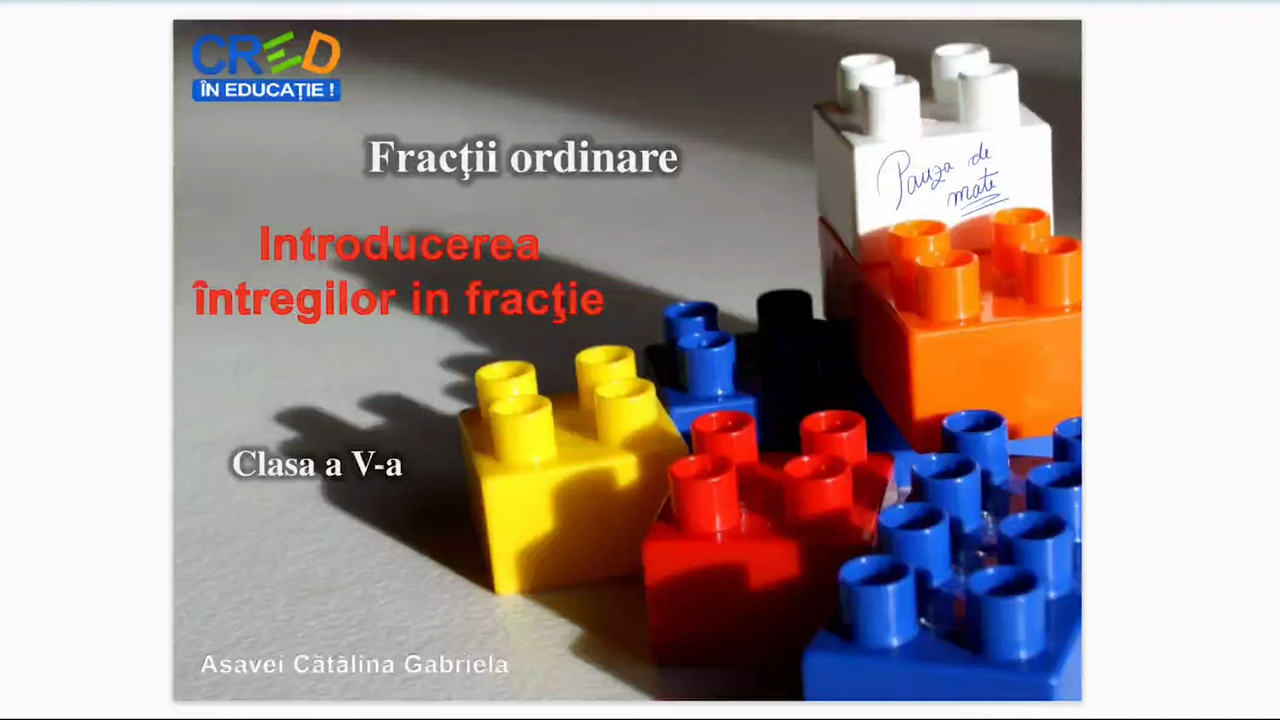 CRED
ÎN EDUCAȚIE !
Fracţii ordinare
Pauza de
mate
Introducerea
întregilor in fracţie
Clasa a V-a
Asavei Cătălina Gabriela